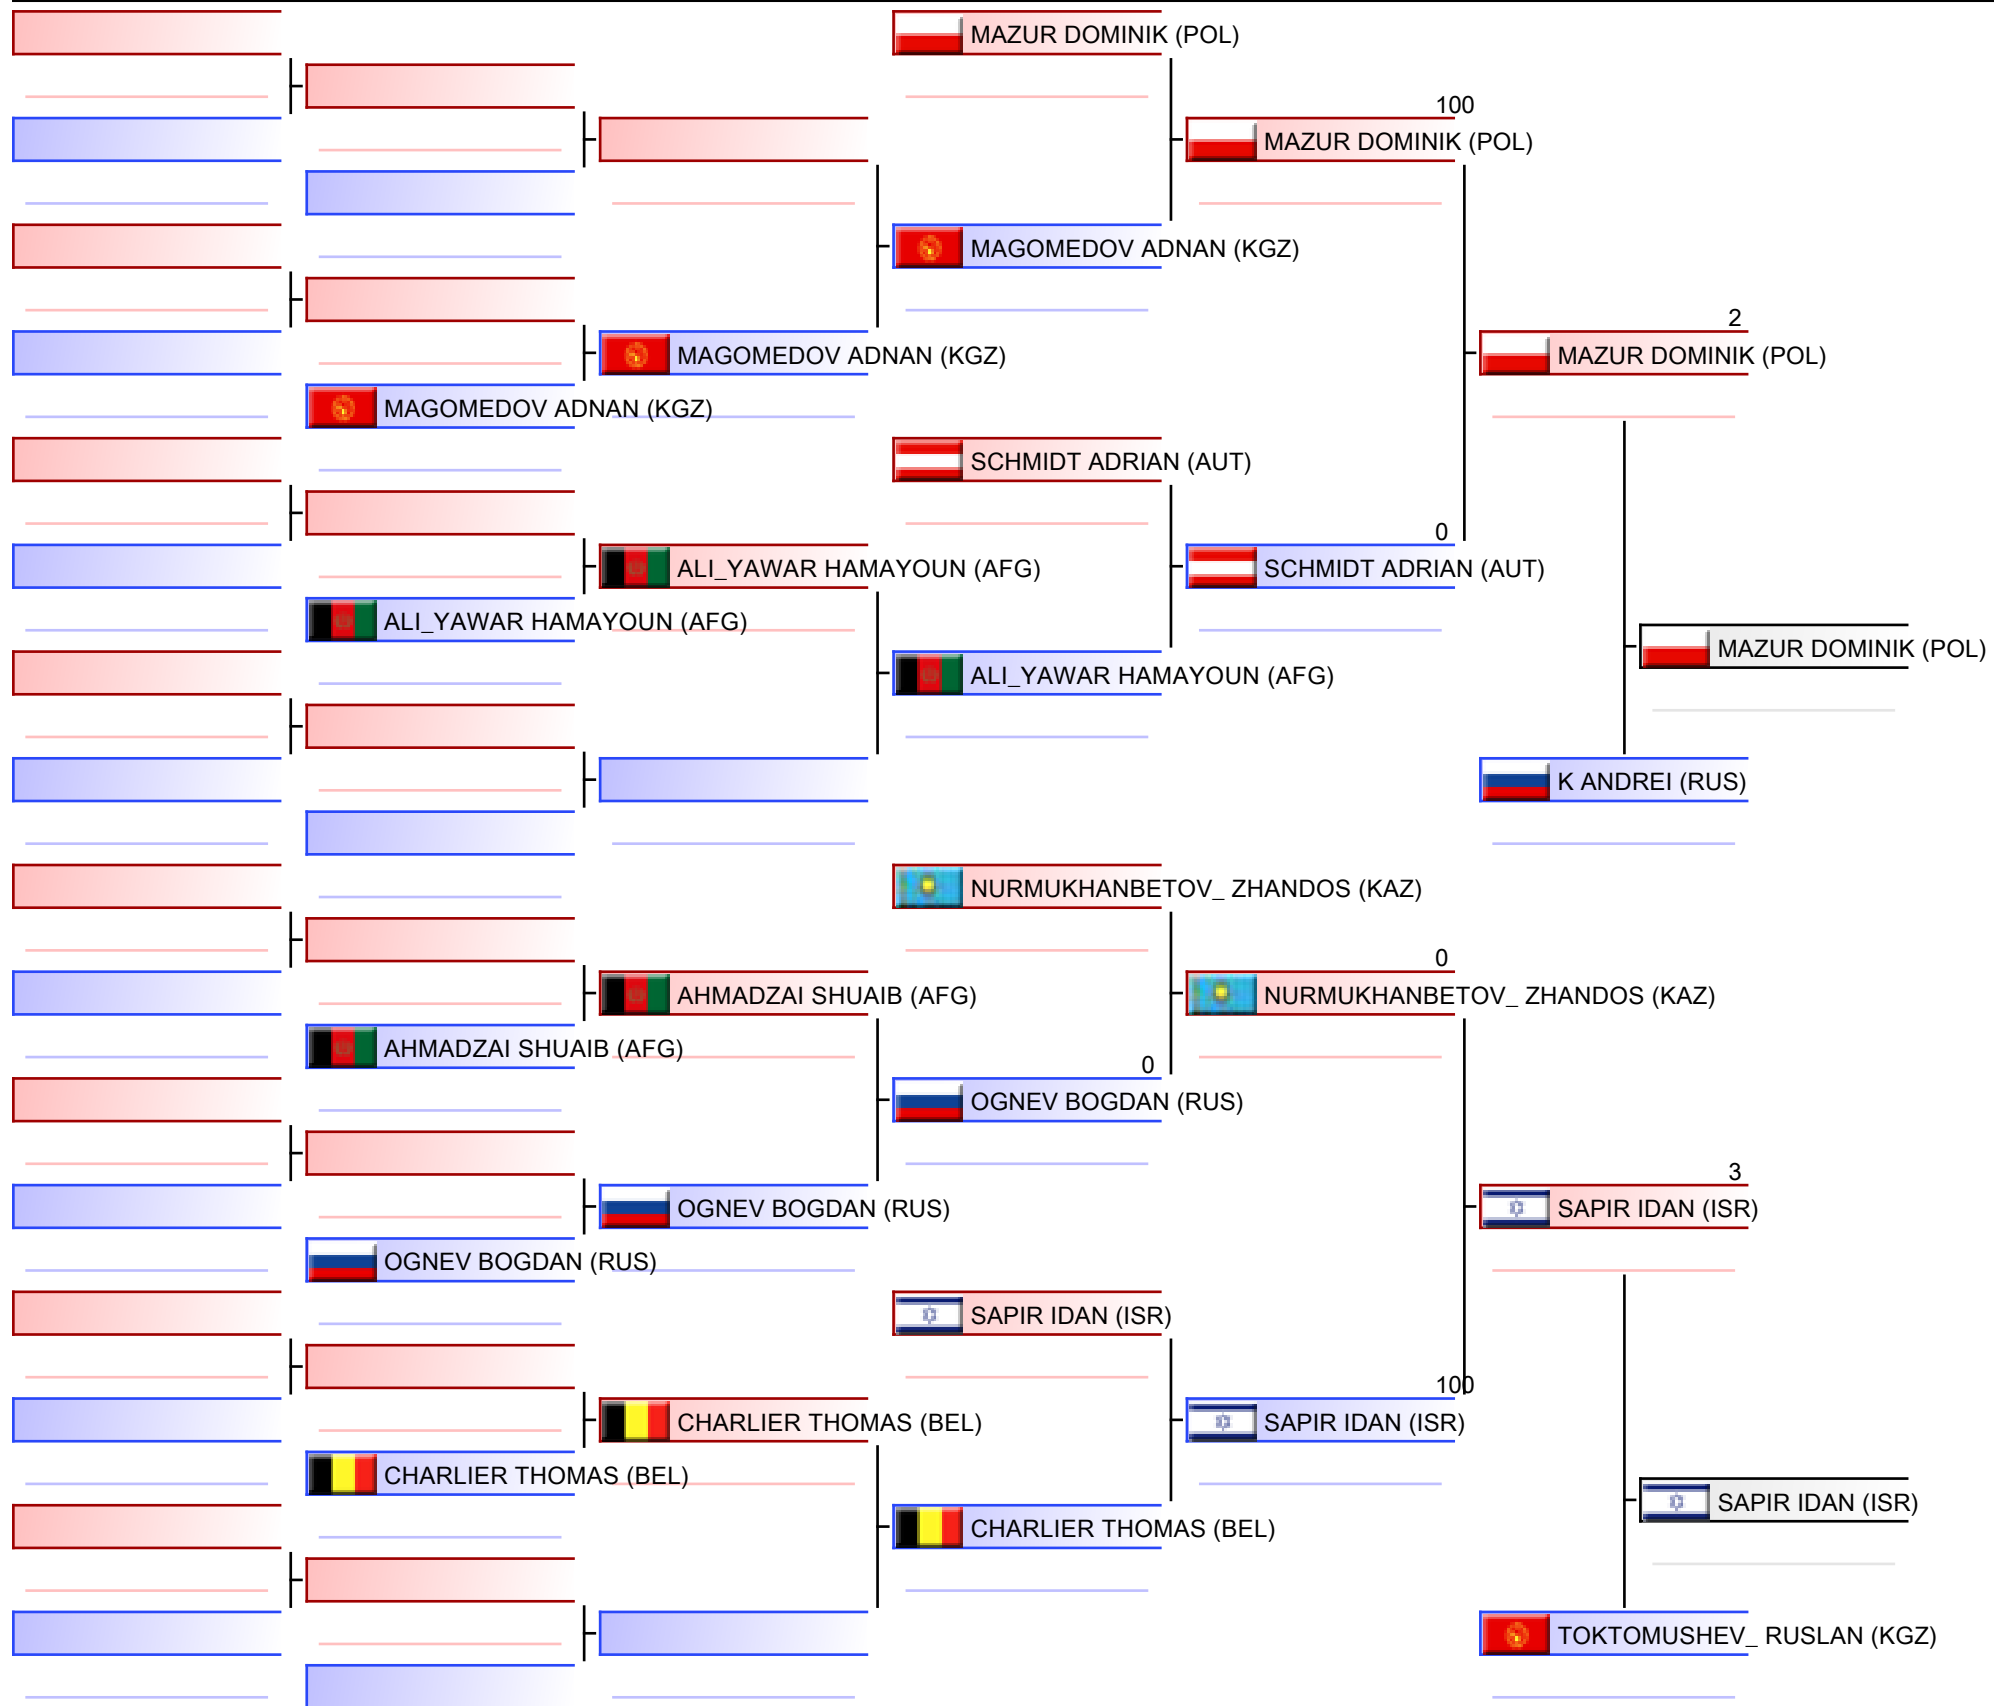 MAZUR DOMINIK (POL)
100
MAZUR DOMINIK (POL)
MAGOMEDOV ADNAN (KGZ)
2
MAGOMEDOV ADNAN (KGZ)
MAZUR DOMINIK (POL)
MAGOMEDOV ADNAN (KGZ)
SCHMIDT ADRIAN (AUT)
0
ALI_YAWAR HAMAYOUN (AFG)
SCHMIDT ADRIAN (AUT)
ALI_YAWAR HAMAYOUN (AFG)
MAZUR DOMINIK (POL)
ALI_YAWAR HAMAYOUN (AFG)
K ANDREI (RUS)
NURMUKHANBETOV_ ZHANDOS (KAZ)
0
AHMADZAI SHUAIB (AFG)
NURMUKHANBETOV_ ZHANDOS (KAZ)
AHMADZAI SHUAIB (AFG)
0
OGNEV BOGDAN (RUS)
3
OGNEV BOGDAN (RUS)
SAPIR IDAN (ISR)
OGNEV BOGDAN (RUS)
SAPIR IDAN (ISR)
100
CHARLIER THOMAS (BEL)
SAPIR IDAN (ISR)
CHARLIER THOMAS (BEL)
SAPIR IDAN (ISR)
CHARLIER THOMAS (BEL)
TOKTOMUSHEV_ RUSLAN (KGZ)